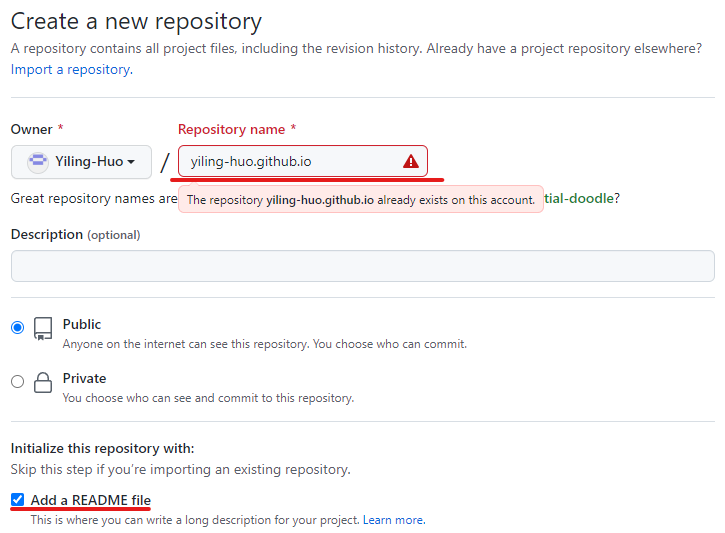 Create a new repository
A repository contains all project files, including the revision history. Already have a project repository elsewhere?
Import a repository.
Owner *
Repository name *
Yiling-Huo
/
yiling-huo.github.io
Great repository names are
tial-doodle?
The repository yiling-huo.github.io already exists on this account.
Description (optional)
Public
Anyone on the internet can see this repository. You choose who can commit.
Private
You choose who can see and commit to this repository.
Initialize this repository with:
Skip this step if you're importing an existing repository.
Add a README file
This is where you can write a long description for your project. Learn more.